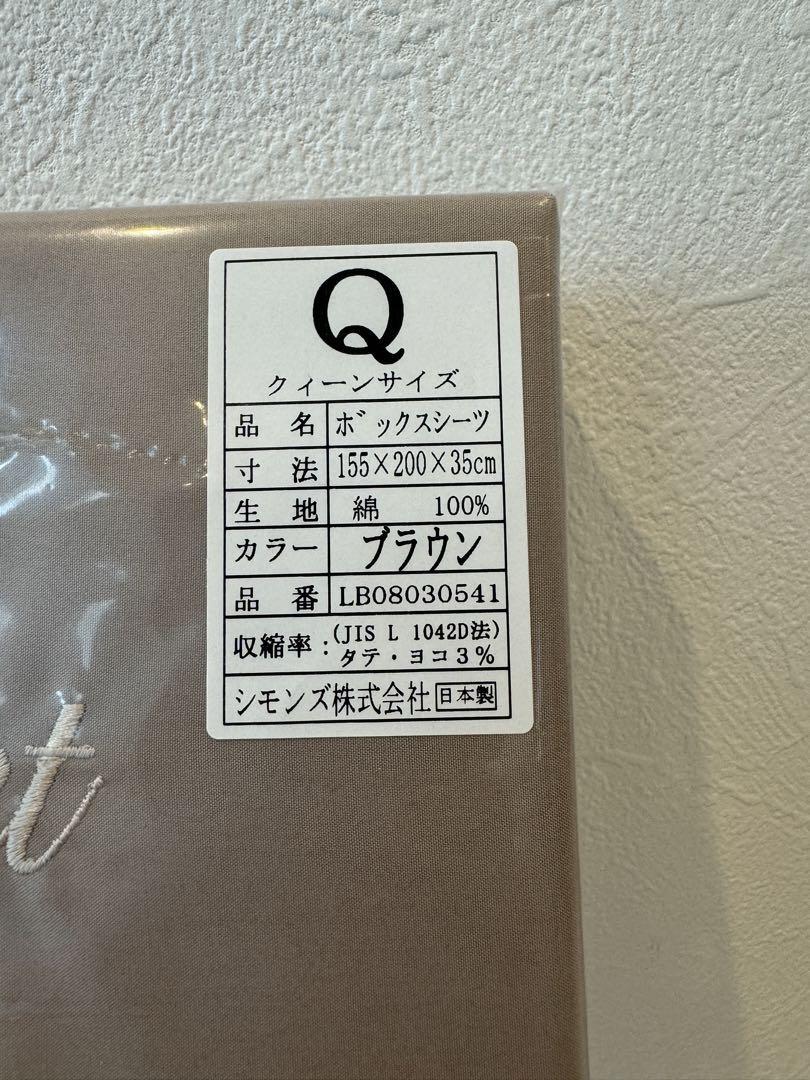 Q
クィーンサイズ
品 名 ボックスシーツ
寸 法 155×200×35cm
生 地 綿 100%
カラー ブラウン
品 番 LB08030541
収縮率：(JIS L 1042D法)
タテ・ヨコ3%
シモンズ株式会社 日本製